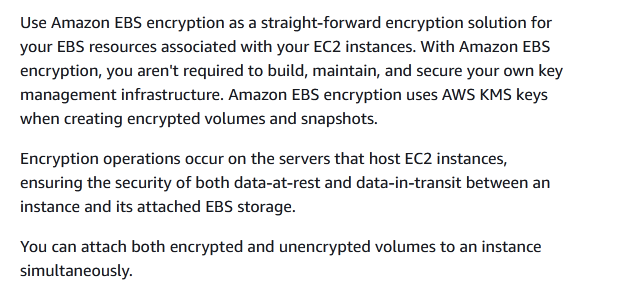 Use Amazon EBS encryption as a straight-forward encryption solution for
your EBS resources associated with your EC2 instances. With Amazon EBS
encryption, you aren't required to build, maintain, and secure your own key
management infrastructure. Amazon EBS encryption uses AWS KMS keys
when creating encrypted volumes and snapshots.
Encryption operations occur on the servers that host EC2 instances,
ensuring the security of both data-at-rest and data-in-transit between an
instance and its attached EBS storage.
You can attach both encrypted and unencrypted volumes to an instance
simultaneously.